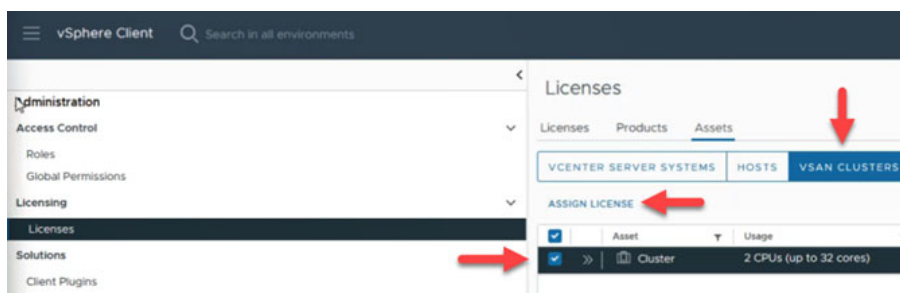 vSphere Client Search in all environments
Administration
Access Control
Roles
Global Permissions
Licensing
Licenses
Solutions
Client Plugins
Licenses
Licenses Products Assets
VCENTER SERVER SYSTEMS HOSTS VSAN CLUSTERS
ASSIGN LICENSE
Asset Usage
Cluster 2 CPUs (up to 32 cores)